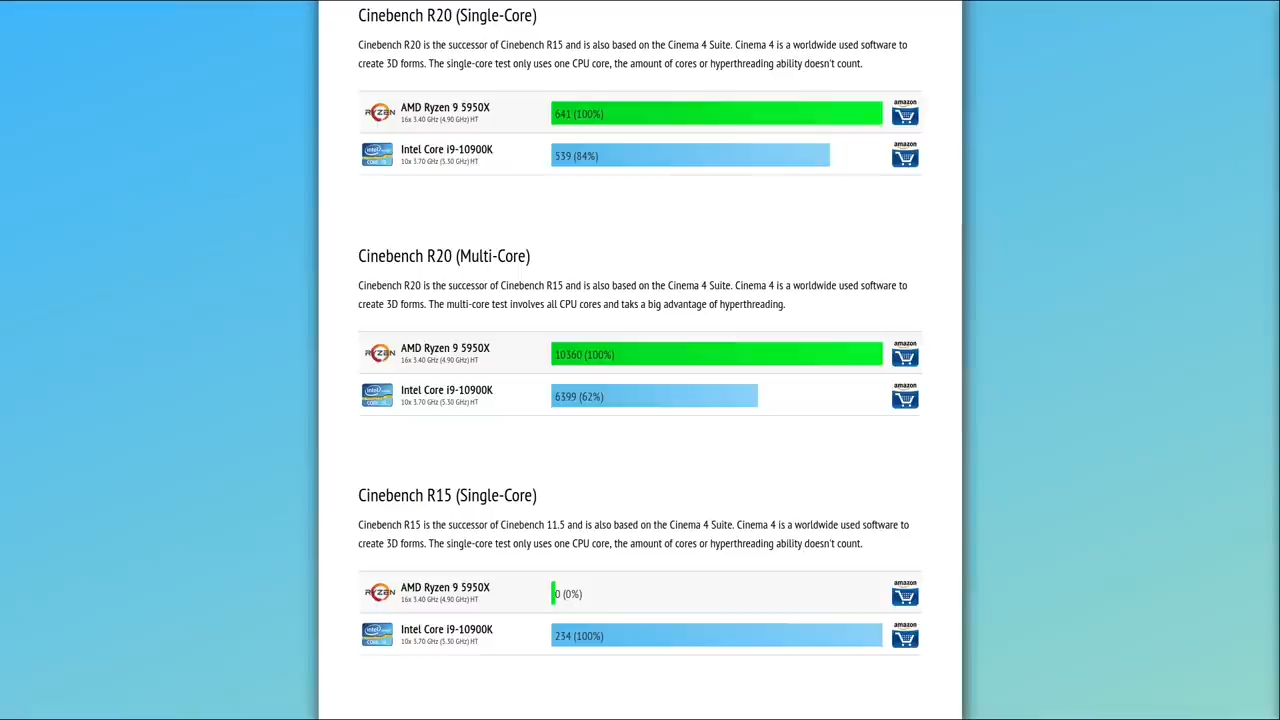 Cinebench R20 (Single-Core)
Cinebench R20 is the successor of Cinebench R15 and is also based on the Cinema 4 Suite. Cinema 4 is a worldwide used software to
create 3D forms. The single-core test only uses one CPU core, the amount of cores or hyperthreading ability doesn't count.
RYZEN AMD Ryzen 9 5950X 641 (100%) amazon
16x 3.40 GHz (4.90 GHz) HT
intel Intel Core i9-10900K 539 (84%) amazon
10x 3.70 GHz (5.30 GHz) HT
Cinebench R20 (Multi-Core)
Cinebench R20 is the successor of Cinebench R15 and is also based on the Cinema 4 Suite. Cinema 4 is a worldwide used software to
create 3D forms. The multi-core test involves all CPU cores and taks a big advantage of hyperthreading.
RYZEN AMD Ryzen 9 5950X 10360 (100%) amazon
16x 3.40 GHz (4.90 GHz) HT
intel Intel Core i9-10900K 6399 (62%) amazon
10x 3.70 GHz (5.30 GHz) HT
Cinebench R15 (Single-Core)
Cinebench R15 is the successor of Cinebench 11.5 and is also based on the Cinema 4 Suite. Cinema 4 is a worldwide used software to
create 3D forms. The single-core test only uses one CPU core, the amount of cores or hyperthreading ability doesn't count.
RYZEN AMD Ryzen 9 5950X 0 (0%) amazon
16x 3.40 GHz (4.90 GHz) HT
intel Intel Core i9-10900K 234 (100%) amazon
10x 3.70 GHz (5.30 GHz) HT